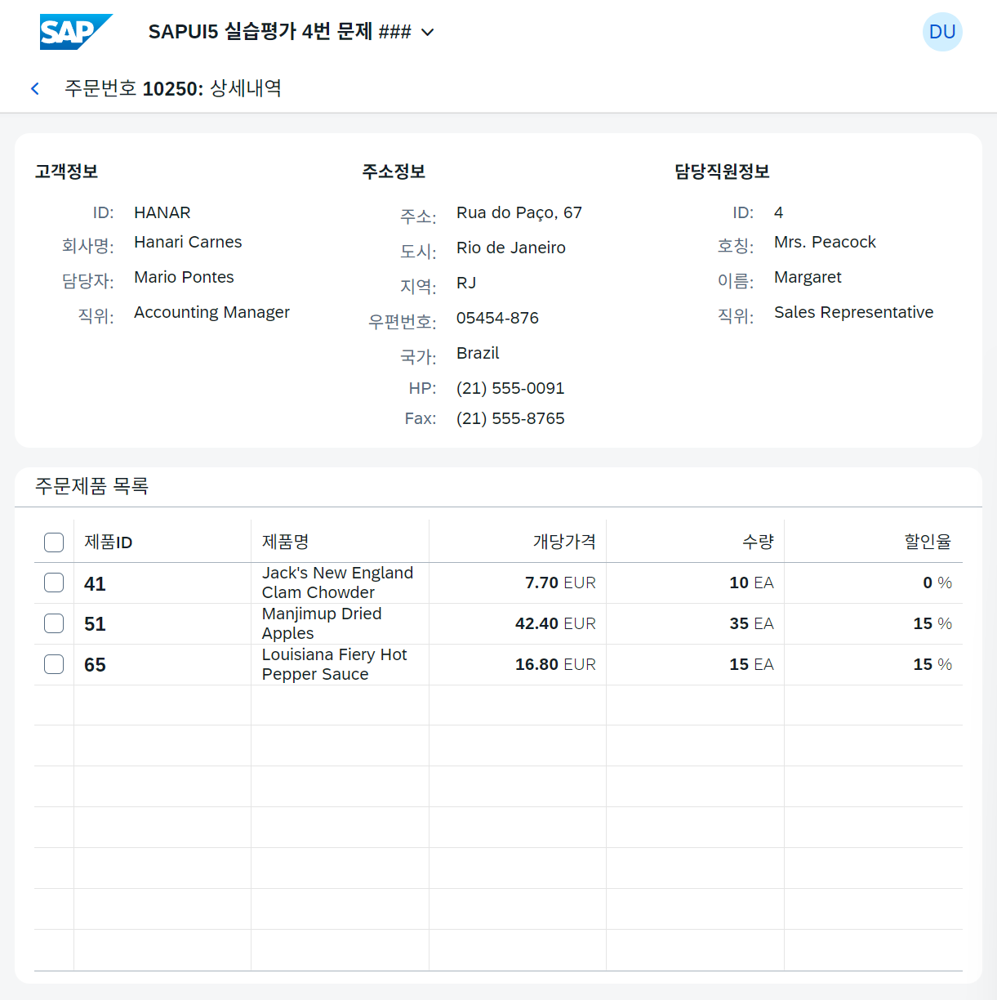 SAP
SAPUI5 실습평가 4번 문제 ###
DU
주문번호 10250: 상세내역
고객정보
ID: HANAR
회사명: Hanari Carnes
담당자: Mario Pontes
직위: Accounting Manager
주소정보
주소: Rua do Paço, 67
도시: Rio de Janeiro
지역: RJ
우편번호: 05454-876
국가: Brazil
HP: (21) 555-0091
Fax: (21) 555-8765
담당직원정보
ID: 4
호칭: Mrs. Peacock
이름: Margaret
직위: Sales Representative
주문제품 목록
제품ID 제품명 개당가격 수량 할인율
41 Jack's New England Clam Chowder 7.70 EUR 10 EA 0 %
51 Manjimup Dried Apples 42.40 EUR 35 EA 15 %
65 Louisiana Fiery Hot Pepper Sauce 16.80 EUR 15 EA 15 %